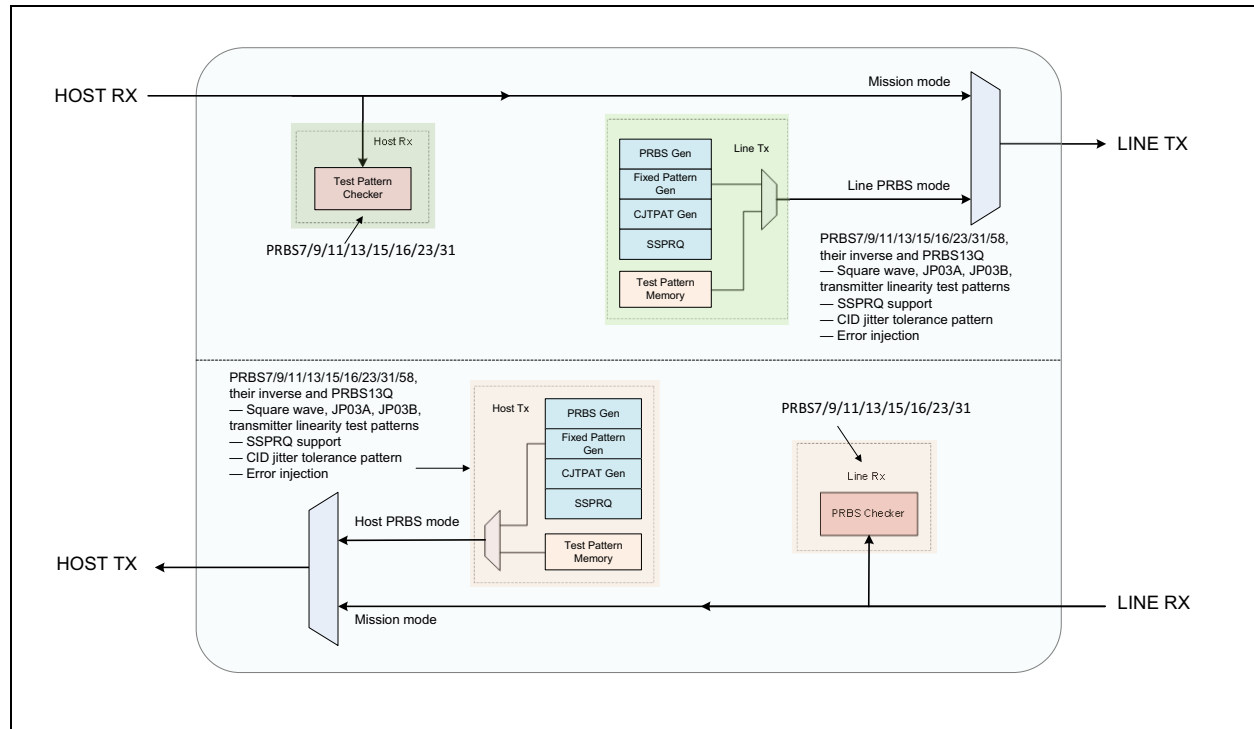 HOST RX
Mission mode
LINE TX
Host Rx
Test Pattern
Checker
PRBS7/9/11/13/15/16/23/31
PRBS Gen
Fixed Pattern
Gen
CJTPAT Gen
SSPRQ
Test Pattern
Memory
Line Tx
Line PRBS mode
PRBS7/9/11/13/15/16/23/31/58,
their inverse and PRBS13Q
— Square wave, JP03A, JP03B,
transmitter linearity test patterns
— SSPRQ support
— CID jitter tolerance pattern
— Error injection
PRBS7/9/11/13/15/16/23/31/58,
their inverse and PRBS13Q
— Square wave, JP03A, JP03B,
transmitter linearity test patterns
— SSPRQ support
— CID jitter tolerance pattern
— Error injection
Host Tx
PRBS Gen
Fixed Pattern
Gen
CJTPAT Gen
SSPRQ
Test Pattern
Memory
PRBS7/9/11/13/15/16/23/31
Line Rx
PRBS Checker
Host PRBS mode
HOST TX
Mission mode
LINE RX